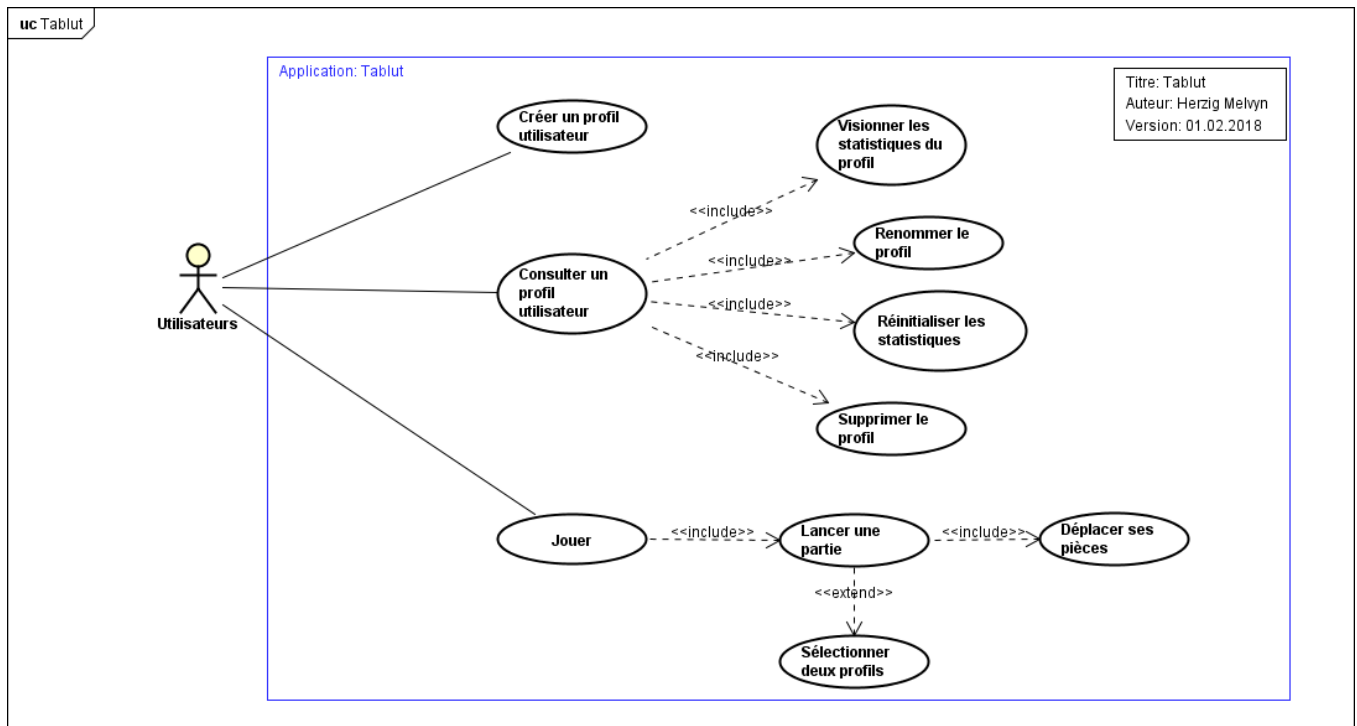 uc Tablut
Application: Tablut
Titre: Tablut
Auteur: Herzig Melvyn
Version: 01.02.2018
Créer un profil
utilisateur
Visionner les
statistiques du
profil
<<include>>
Renommer le
profil
<<include>>
Consulter un
profil
utilisateur
<<include>>
Réinitialiser les
statistiques
Utilisateurs
<<include>>
Supprimer le
profil
Jouer
<<include>>
Lancer une
partie
<<include>>
Déplacer ses
pièces
<<extend>>
Sélectionner
deux profils